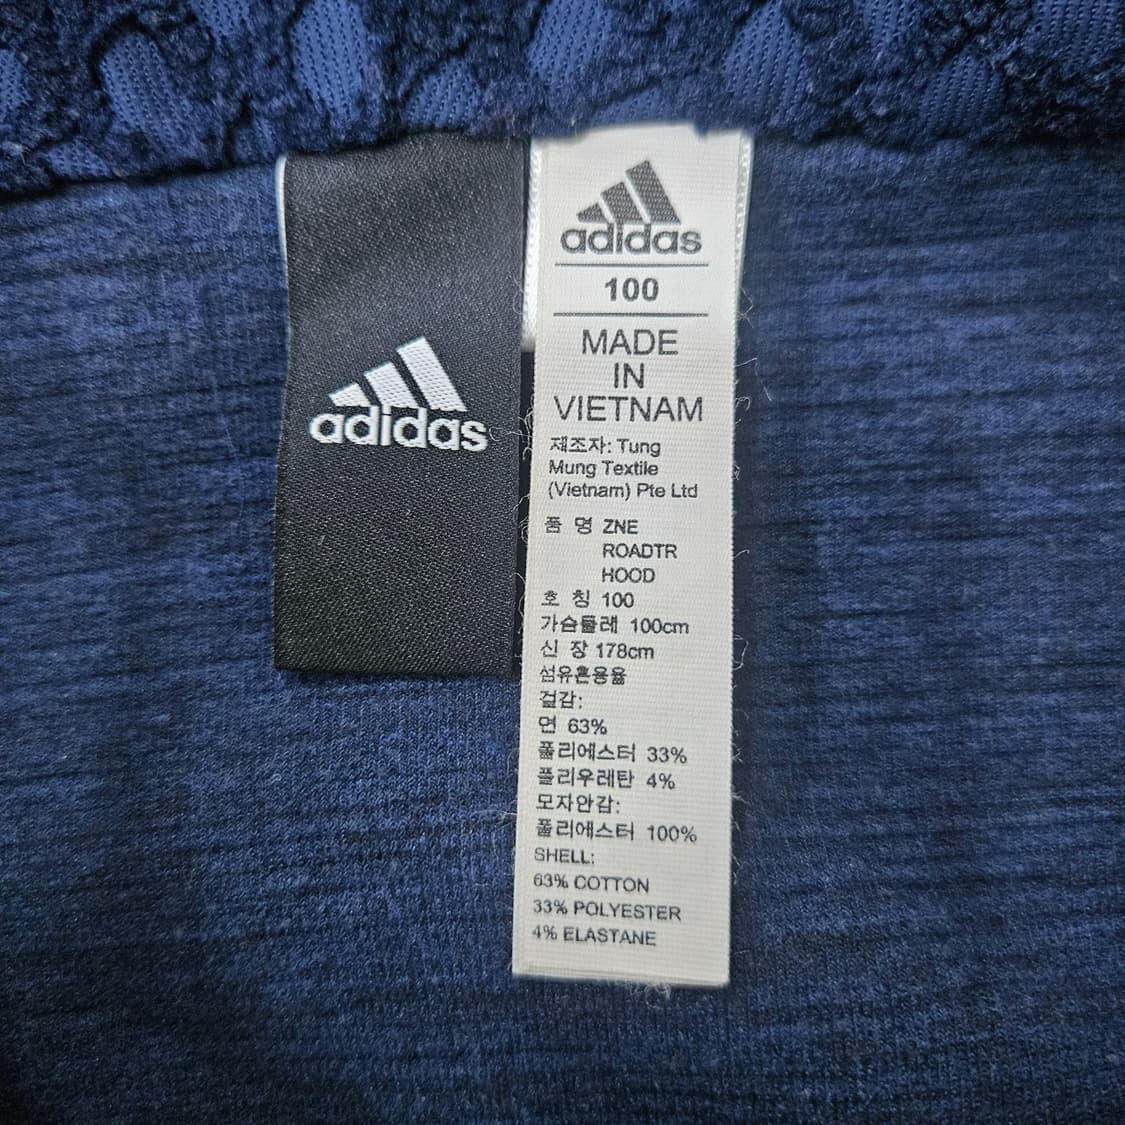 adidas
adidas
100
MADE
IN
VIETNAM
제조자: Tung
Mung Textile
(Vietnam) Pte Ltd
품 명 ZNE
ROADTR
HOOD
호 칭 100
가슴둘레 100cm
신 장 178cm
섬유혼용율
겉감:
면 63%
폴리에스터 33%
폴리우레탄 4%
모자안감:
폴리에스터 100%
SHELL:
63% COTTON
33% POLYESTER
4% ELASTANE